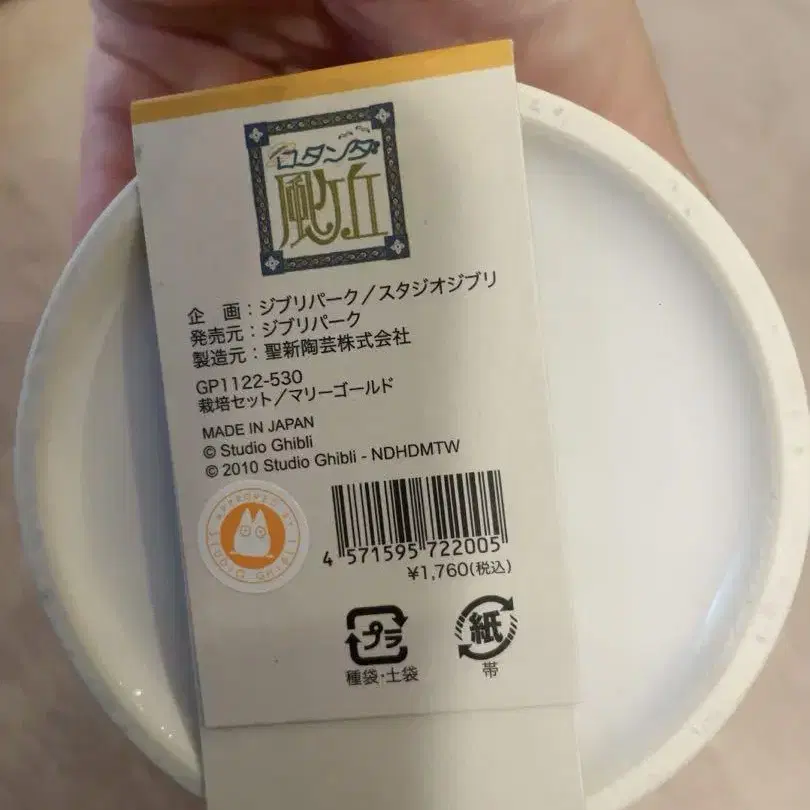 ロタンダ
風ヶ丘
企　画：ジブリパーク／スタジオジブリ
発売元：ジブリパーク
製造元：聖新陶芸株式会社
GP1122-530
栽培セット／マリーゴールド
MADE IN JAPAN
© Studio Ghibli
© 2010 Studio Ghibli - NDHDMTW
APPROVED BY STUDIO GHIBLI
4 571595 722005
¥1,760(税込)
プラ
種袋・土袋
紙
帯